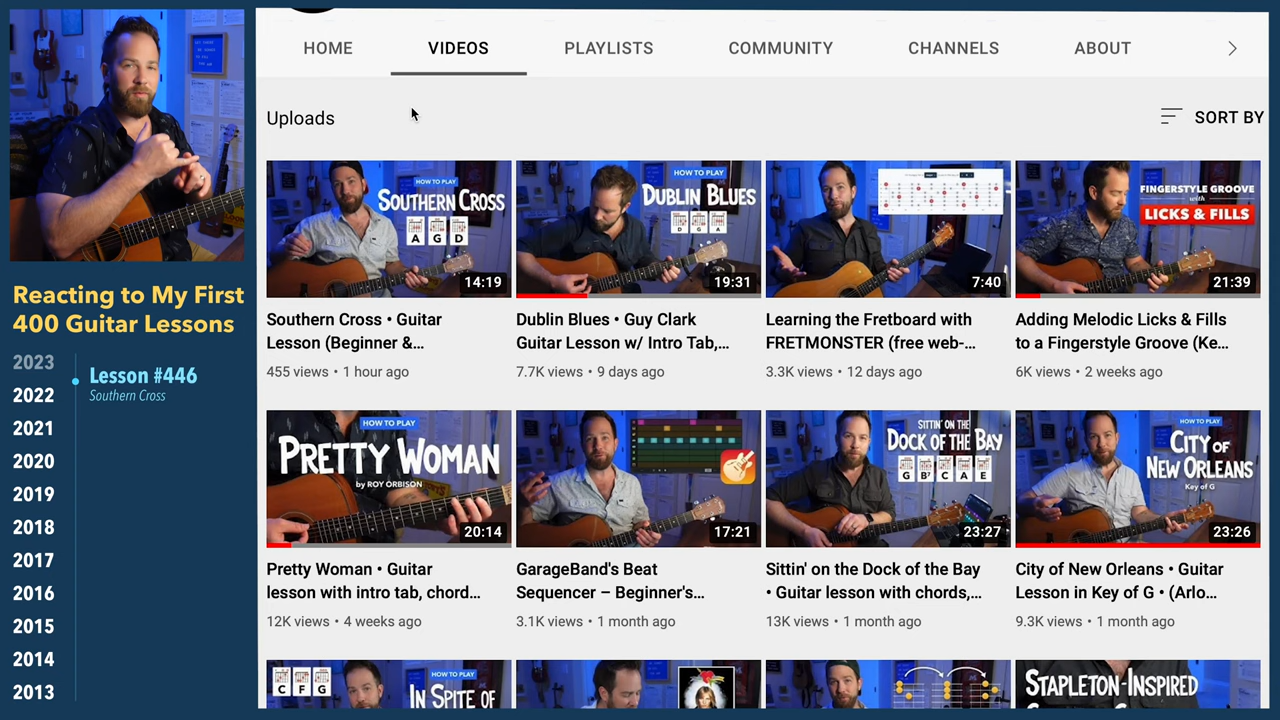 HOME
VIDEOS
PLAYLISTS
COMMUNITY
CHANNELS
ABOUT
Uploads
SORT BY
HOW TO PLAY
SOUTHERN CROSS
A G D
14:19
Southern Cross • Guitar
Lesson (Beginner &...
455 views • 1 hour ago
HOW TO PLAY
DUBLIN BLUES
D G A
19:31
Dublin Blues • Guy Clark
Guitar Lesson w/ Intro Tab,...
7.7K views • 9 days ago
7:40
Learning the Fretboard with
FRETMONSTER (free web-...
3.3K views • 12 days ago
FINGERSTYLE GROOVE
with
LICKS & FILLS
21:39
Adding Melodic Licks & Fills
to a Fingerstyle Groove (Ke...
6K views • 2 weeks ago
HOW TO PLAY
PRETTY WOMAN
by ROY ORBISON
20:14
Pretty Woman • Guitar
lesson with intro tab, chord...
12K views • 4 weeks ago
17:21
GarageBand's Beat
Sequencer – Beginner's...
3.1K views • 1 month ago
SITTIN' ON THE
DOCK OF THE BAY
G B7 C A E
23:27
Sittin' on the Dock of the Bay
• Guitar lesson with chords,...
13K views • 1 month ago
HOW TO PLAY
CITY OF
NEW ORLEANS
Key of G
23:26
City of New Orleans • Guitar
Lesson in Key of G • (Arlo...
9.3K views • 1 month ago
C F G
HOW TO PLAY
IN SPITE OF
STAPLETON-INSPIRED
Reacting to My First
400 Guitar Lessons
2023
Lesson #446
Southern Cross
2022
2021
2020
2019
2018
2017
2016
2015
2014
2013